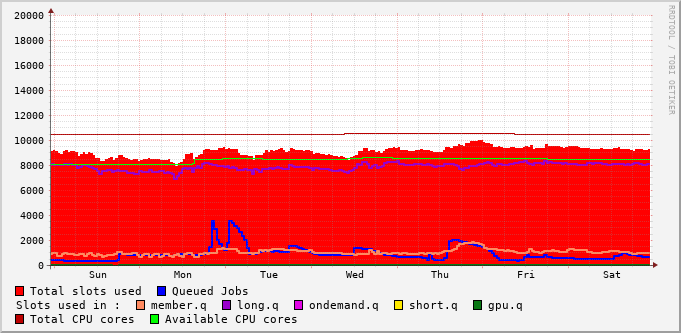 20000
18000
16000
14000
12000
10000
8000
6000
4000
2000
0
Sun Mon Tue Wed Thu Fri Sat
RRDTOOL / TOBI OETIKER
Total slots used Queued Jobs
Slots used in : member.q long.q ondemand.q short.q gpu.q
Total CPU cores Available CPU cores